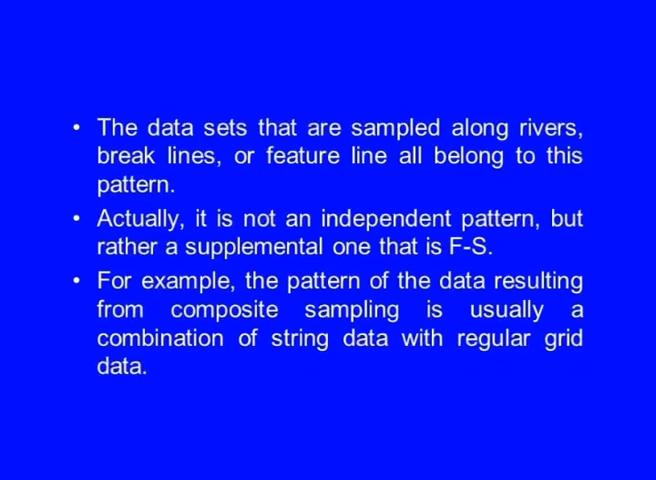 • The data sets that are sampled along rivers,
break lines, or feature line all belong to this
pattern.
• Actually, it is not an independent pattern, but
rather a supplemental one that is F-S.
• For example, the pattern of the data resulting
from composite sampling is usually a
combination of string data with regular grid
data.